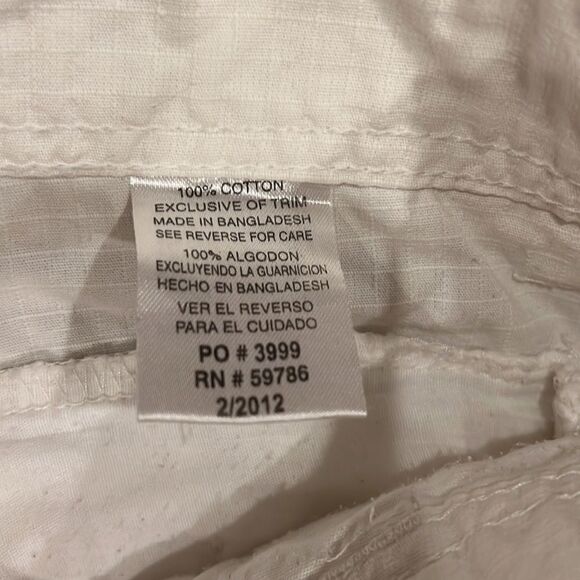 100% COTTON
EXCLUSIVE OF TRIM
MADE IN BANGLADESH
SEE REVERSE FOR CARE
100% ALGODON
EXCLUYENDO LA GUARNICION
HECHO EN BANGLADESH
VER EL REVERSO
PARA EL CUIDADO
PO # 3999
RN # 59786
2/2012